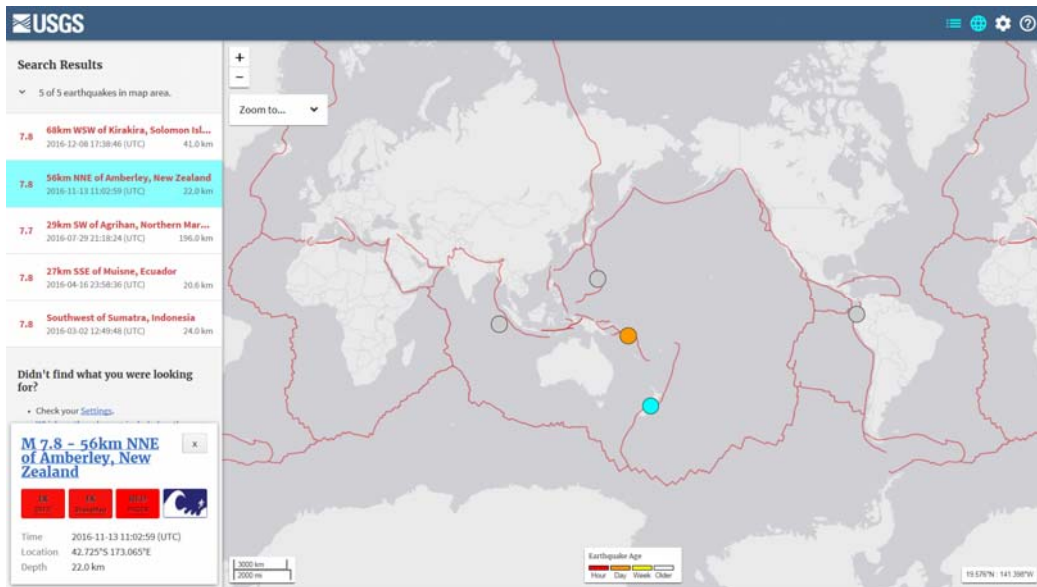 USGS
Search Results
5 of 5 earthquakes in map area.
7.8 68km WSW of Kirakira, Solomon Isl...
2016-12-08 17:38:46 (UTC) 41.0 km
7.8 56km NNE of Amberley, New Zealand
2016-11-13 11:02:59 (UTC) 22.0 km
7.7 29km SW of Agrihan, Northern Mar...
2016-07-29 21:18:24 (UTC) 196.0 km
7.8 27km SSE of Muisne, Ecuador
2016-04-16 23:58:36 (UTC) 20.6 km
7.8 Southwest of Sumatra, Indonesia
2016-03-02 12:49:48 (UTC) 24.0 km
Didn't find what you were looking
for?
• Check your Settings.
M 7.8 - 56km NNE
of Amberley, New
Zealand
x
Time 2016-11-13 11:02:59 (UTC)
Location 42.725°S 173.065°E
Depth 22.0 km
+
−
Zoom to...
3000 km
2000 mi
Earthquake Age
Hour Day Week Older
19.576°N : 141.398°W